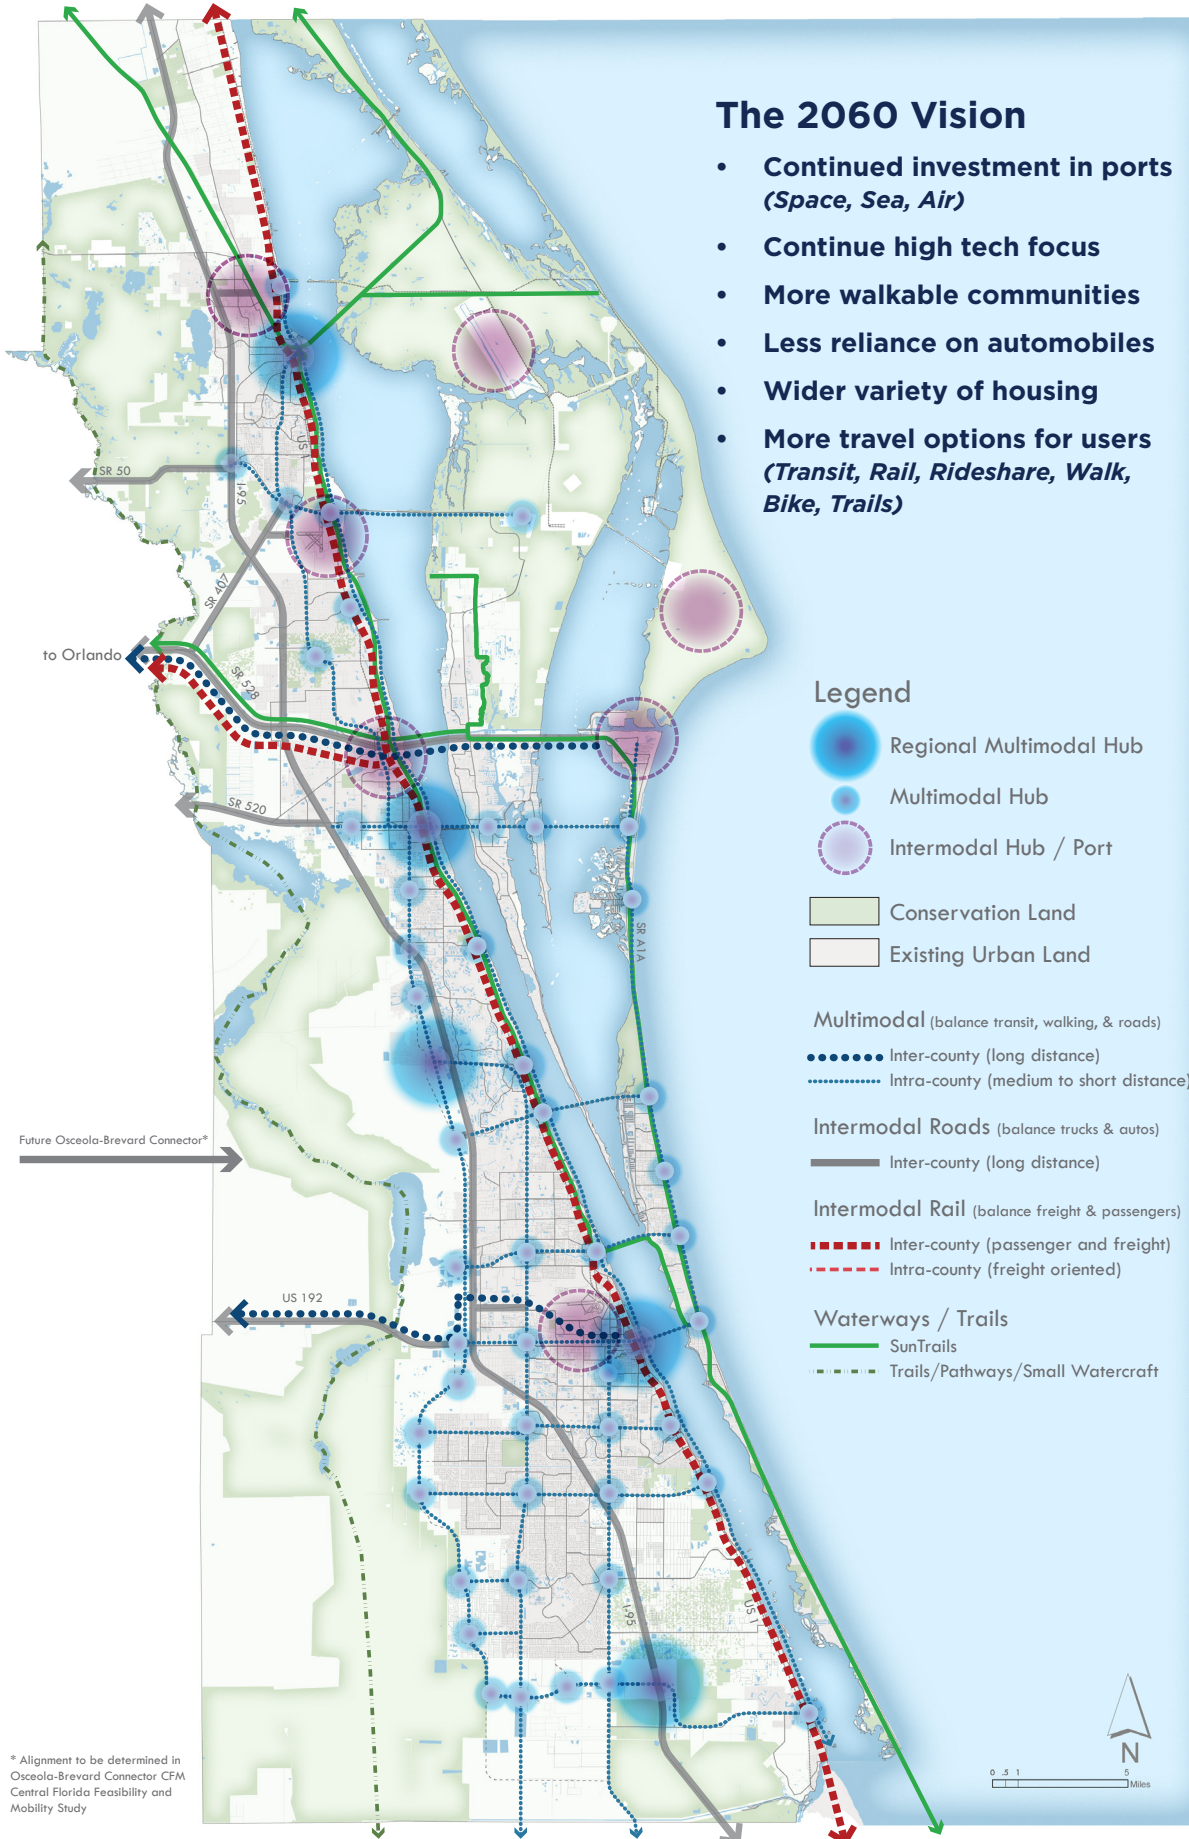 The 2060 Vision
• Continued investment in ports
(Space, Sea, Air)
• Continue high tech focus
• More walkable communities
• Less reliance on automobiles
• Wider variety of housing
• More travel options for users
(Transit, Rail, Rideshare, Walk,
Bike, Trails)
US 1
SR 50
I-95
SR 407
to Orlando
SR 528
SR 520
SR A1A
Future Osceola-Brevard Connector*
US 192
I-95
US 1
Legend
Regional Multimodal Hub
Multimodal Hub
Intermodal Hub / Port
Conservation Land
Existing Urban Land
Multimodal (balance transit, walking, & roads)
Inter-county (long distance)
Intra-county (medium to short distance)
Intermodal Roads (balance trucks & autos)
Inter-county (long distance)
Intermodal Rail (balance freight & passengers)
Inter-county (passenger and freight)
Intra-county (freight oriented)
Waterways / Trails
SunTrails
Trails/Pathways/Small Watercraft
* Alignment to be determined in
Osceola-Brevard Connector CFM
Central Florida Feasibility and
Mobility Study
N
0 .5 1 5
Miles